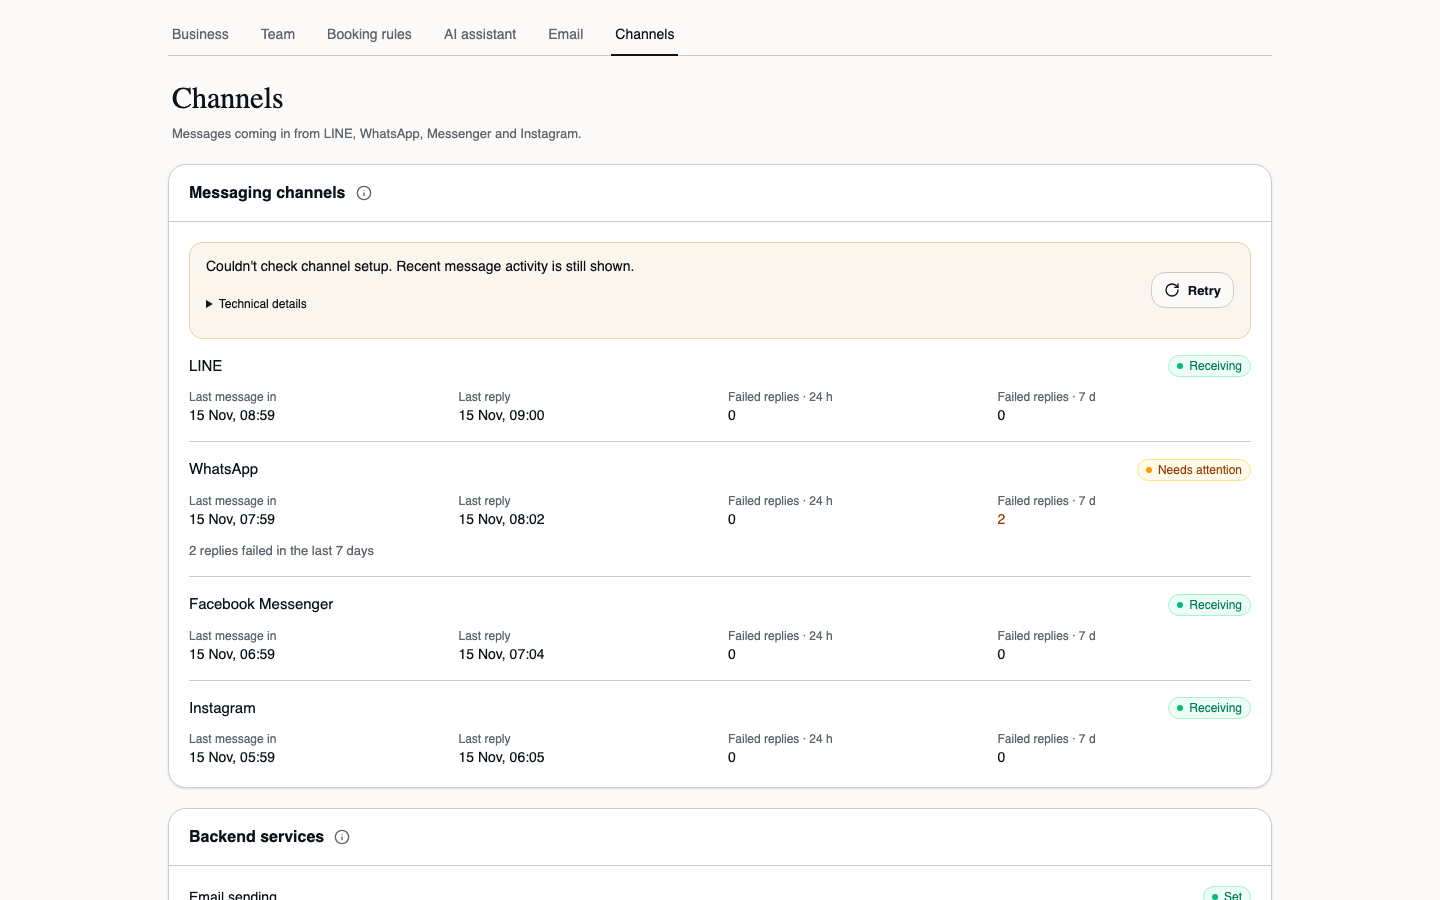 Business Team Booking rules AI assistant Email Channels
Channels
Messages coming in from LINE, WhatsApp, Messenger and Instagram.
Messaging channels
Couldn't check channel setup. Recent message activity is still shown.
Technical details
Retry
LINE Receiving
Last message in Last reply Failed replies · 24 h Failed replies · 7 d
15 Nov, 08:59 15 Nov, 09:00 0 0
WhatsApp Needs attention
Last message in Last reply Failed replies · 24 h Failed replies · 7 d
15 Nov, 07:59 15 Nov, 08:02 0 2
2 replies failed in the last 7 days
Facebook Messenger Receiving
Last message in Last reply Failed replies · 24 h Failed replies · 7 d
15 Nov, 06:59 15 Nov, 07:04 0 0
Instagram Receiving
Last message in Last reply Failed replies · 24 h Failed replies · 7 d
15 Nov, 05:59 15 Nov, 06:05 0 0
Backend services
Email sending Set